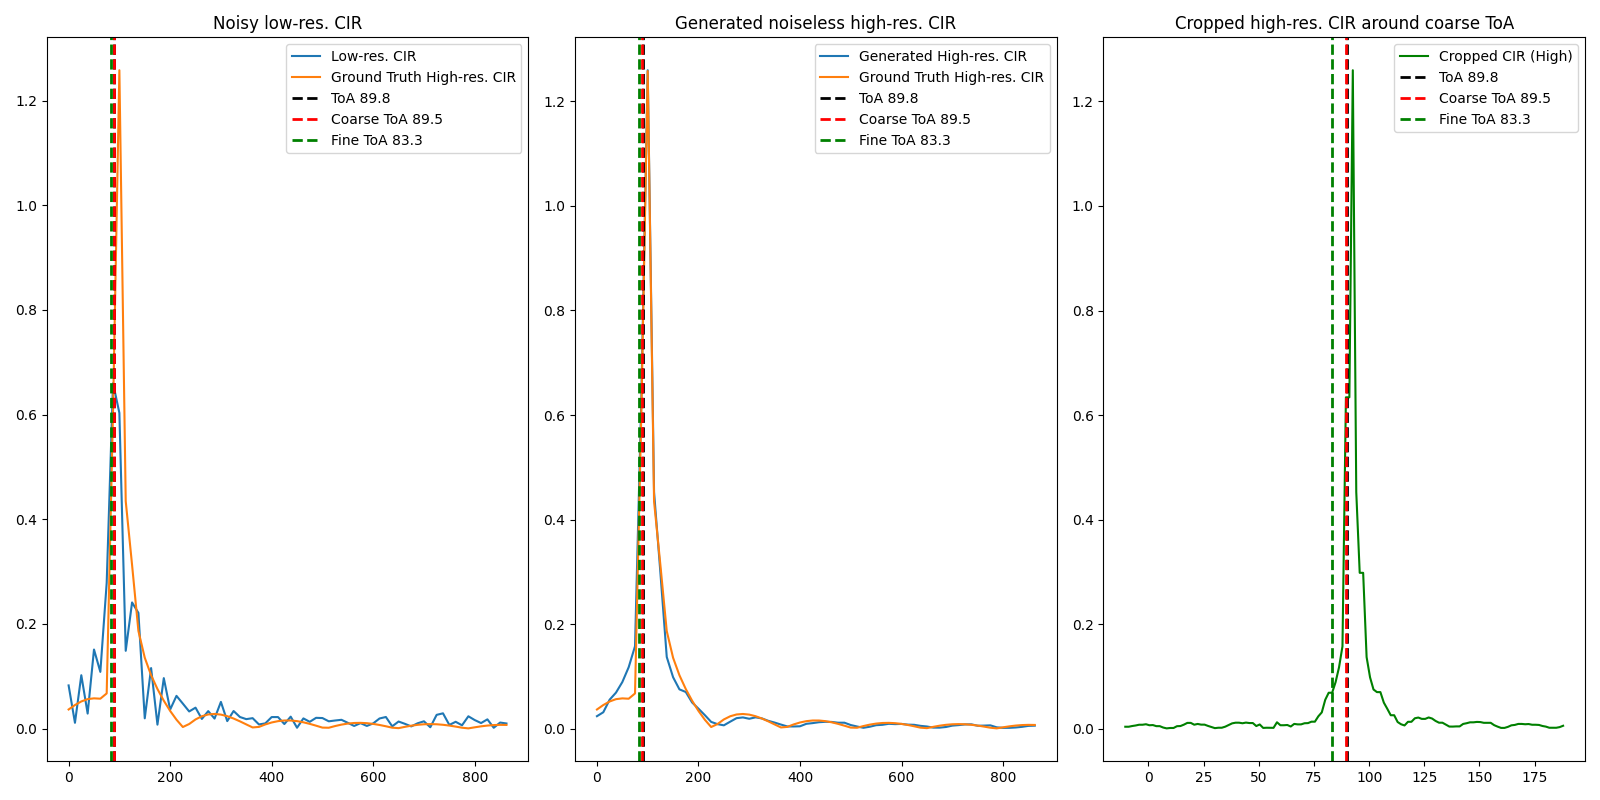 Noisy low-res. CIR
Low-res. CIR
Ground Truth High-res. CIR
ToA 89.8
Coarse ToA 89.5
Fine ToA 83.3
1.2
1.0
0.8
0.6
0.4
0.2
0.0
0 200 400 600 800
Generated noiseless high-res. CIR
Generated High-res. CIR
Ground Truth High-res. CIR
ToA 89.8
Coarse ToA 89.5
Fine ToA 83.3
1.2
1.0
0.8
0.6
0.4
0.2
0.0
0 200 400 600 800
Cropped high-res. CIR around coarse ToA
Cropped CIR (High)
ToA 89.8
Coarse ToA 89.5
Fine ToA 83.3
1.2
1.0
0.8
0.6
0.4
0.2
0.0
0 25 50 75 100 125 150 175